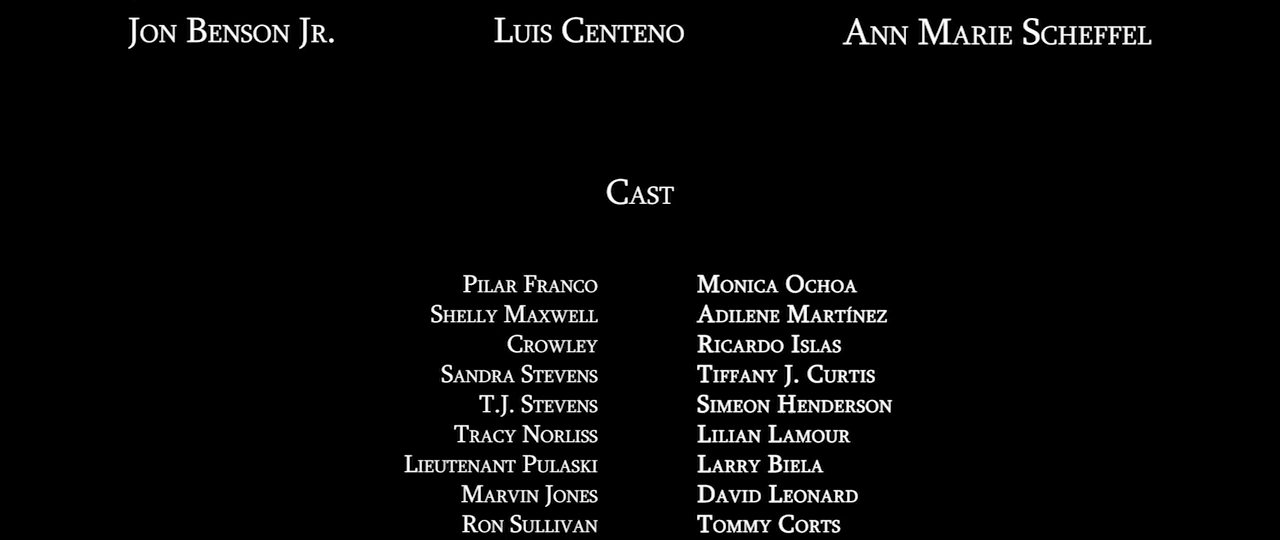 Jon Benson Jr. Luis Centeno Ann Marie Scheffel
Cast
Pilar Franco Monica Ochoa
Shelly Maxwell Adilene Martínez
Crowley Ricardo Islas
Sandra Stevens Tiffany J. Curtis
T.J. Stevens Simeon Henderson
Tracy Norliss Lilian Lamour
Lieutenant Pulaski Larry Biela
Marvin Jones David Leonard
Ron Sullivan Tommy Corts